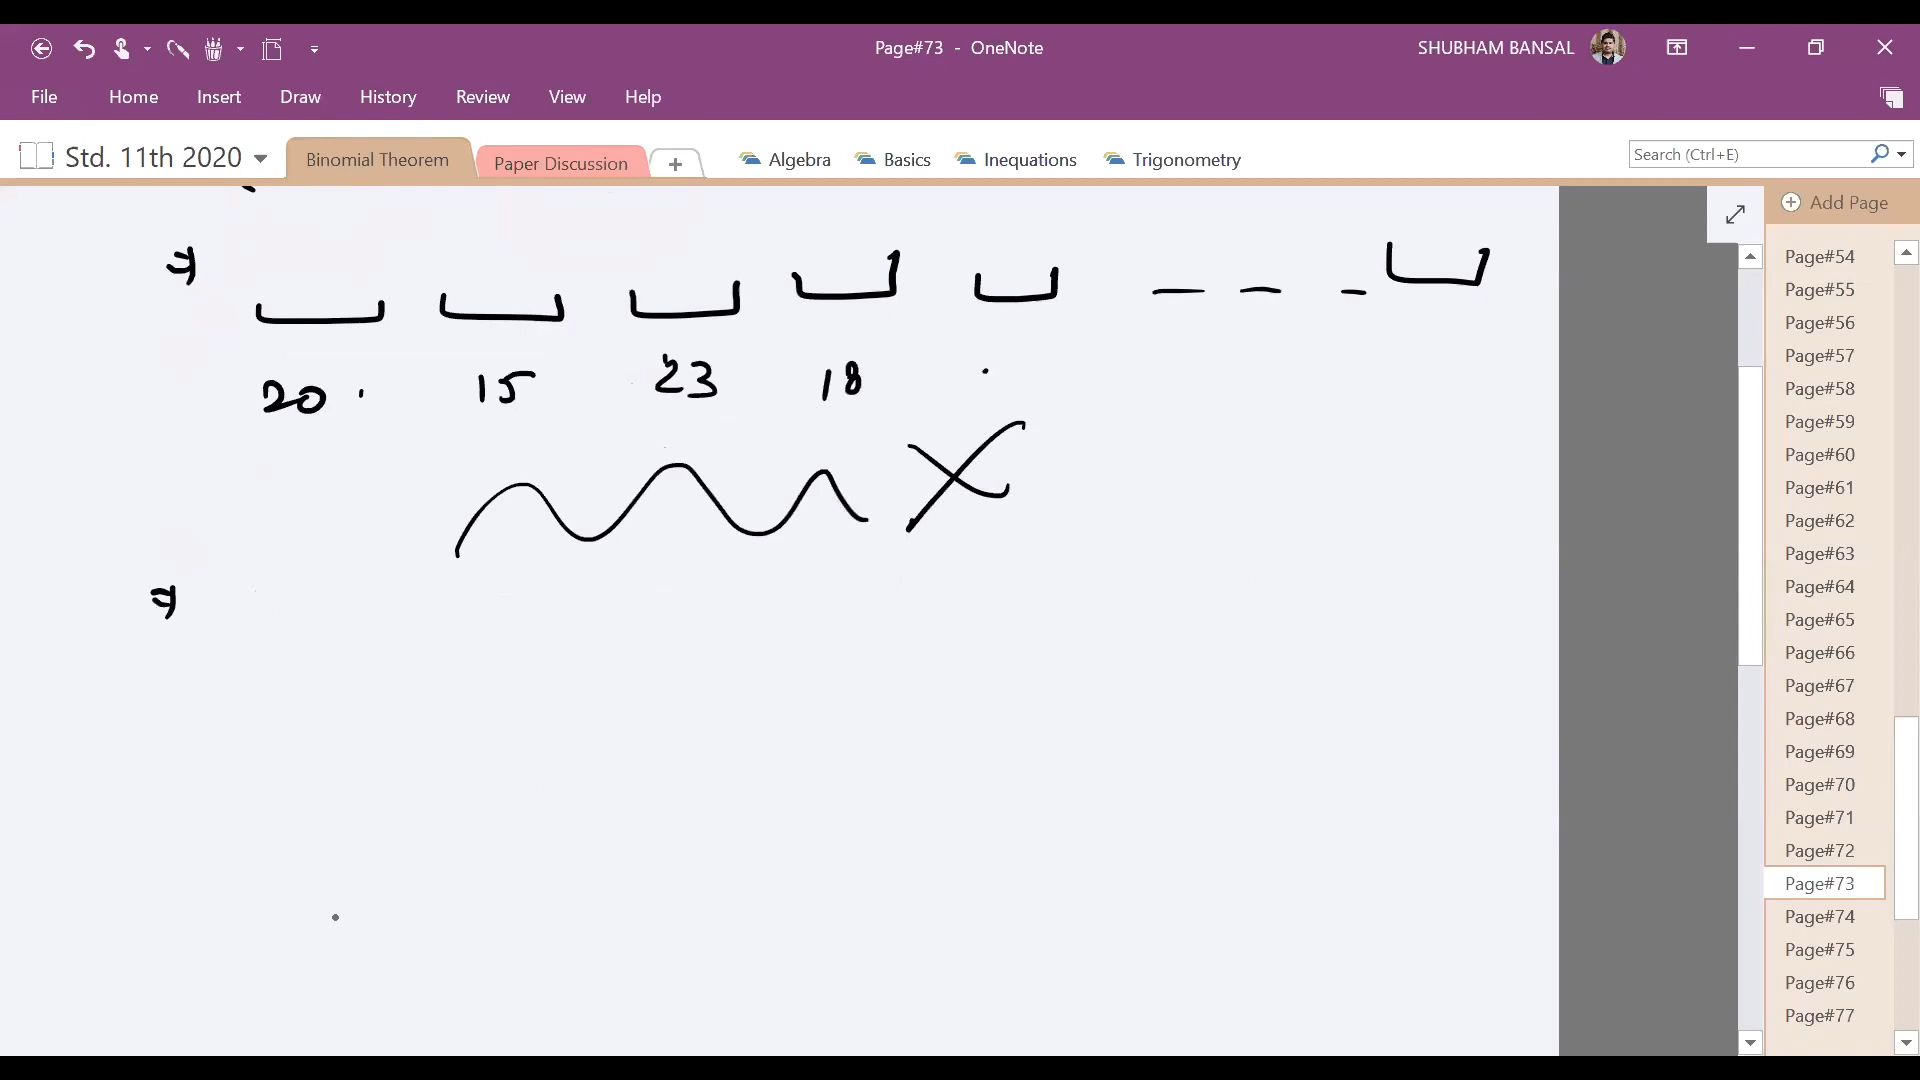 Page#73 - OneNote
SHUBHAM BANSAL
File Home Insert Draw History Review View Help
Std. 11th 2020
Binomial Theorem
Paper Discussion
+
Algebra
Basics
Inequations
Trigonometry
Search (Ctrl+E)
Add Page
⇒
20 15 23 18
⇒
Page#54
Page#55
Page#56
Page#57
Page#58
Page#59
Page#60
Page#61
Page#62
Page#63
Page#64
Page#65
Page#66
Page#67
Page#68
Page#69
Page#70
Page#71
Page#72
Page#73
Page#74
Page#75
Page#76
Page#77